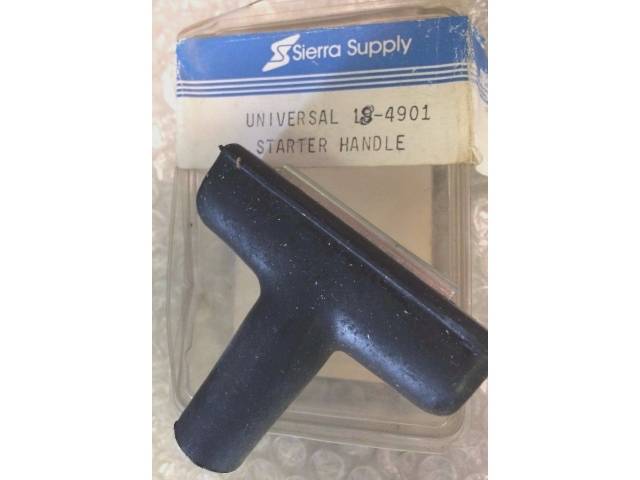 Sierra Supply
UNIVERSAL 18-4901
STARTER HANDLE